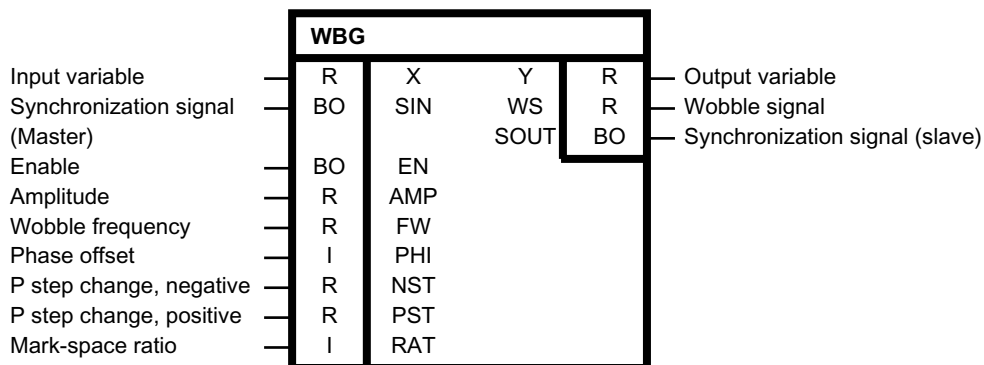 WBG
Input variable R X Y R Output variable
Synchronization signal BO SIN WS R Wobble signal
(Master) SOUT BO Synchronization signal (slave)
Enable BO EN
Amplitude R AMP
Wobble frequency R FW
Phase offset I PHI
P step change, negative R NST
P step change, positive R PST
Mark-space ratio I RAT